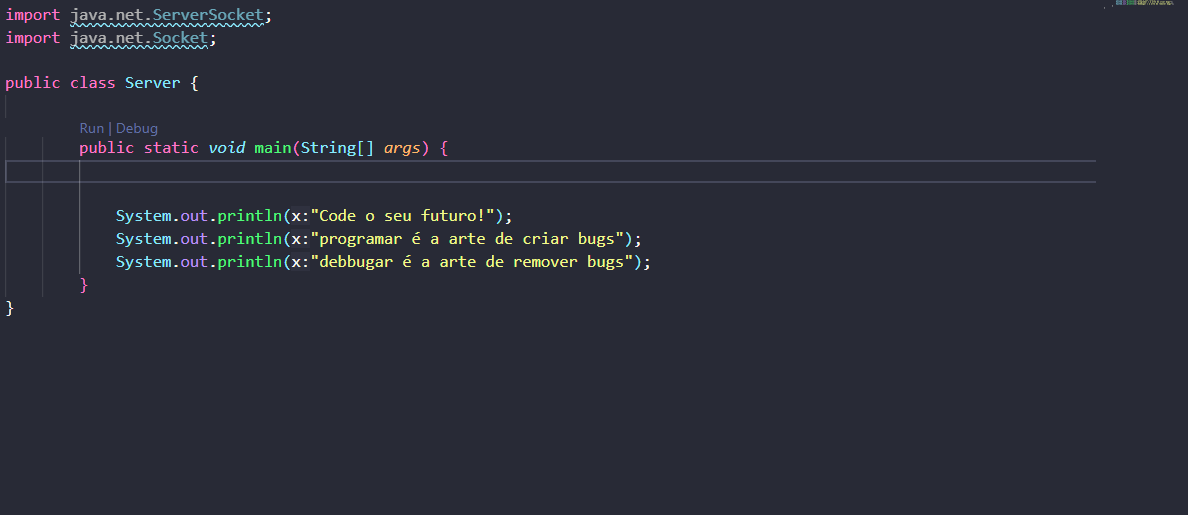 import java.net.ServerSocket;
import java.net.Socket;
public class Server {
Run | Debug
public static void main(String[] args) {
System.out.println(x:"Code o seu futuro!");
System.out.println(x:"programar é a arte de criar bugs");
System.out.println(x:"debbugar é a arte de remover bugs");
}
}